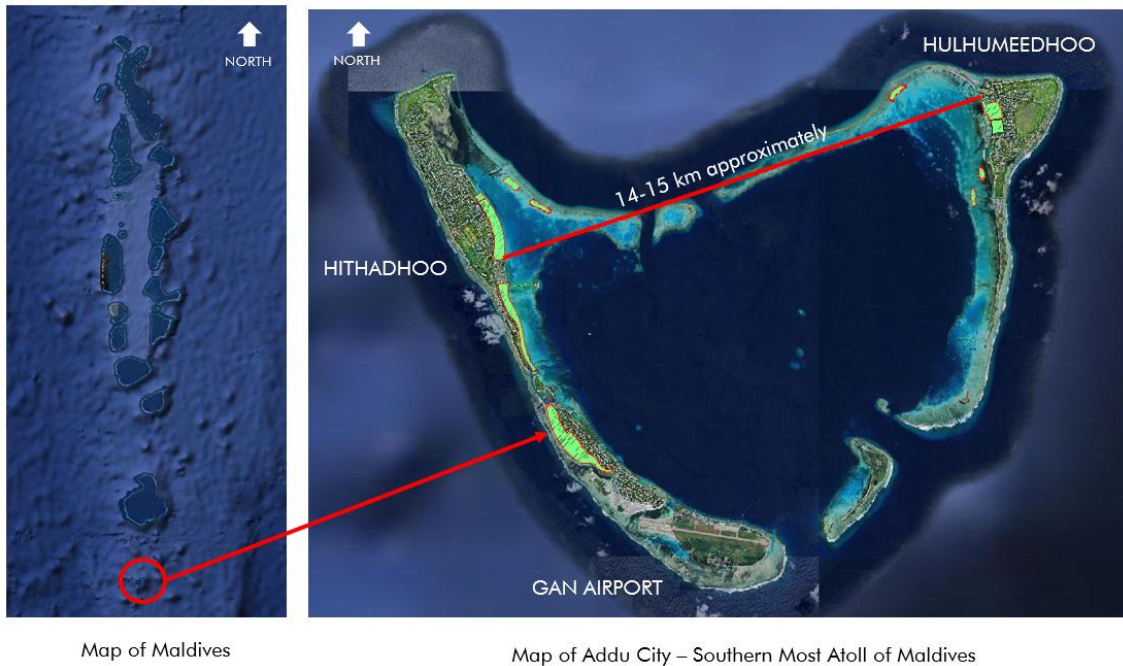 NORTH
NORTH
HULHUMEEDHOO
14-15 km approximately
HITHADHOO
GAN AIRPORT
Map of Maldives
Map of Addu City – Southern Most Atoll of Maldives